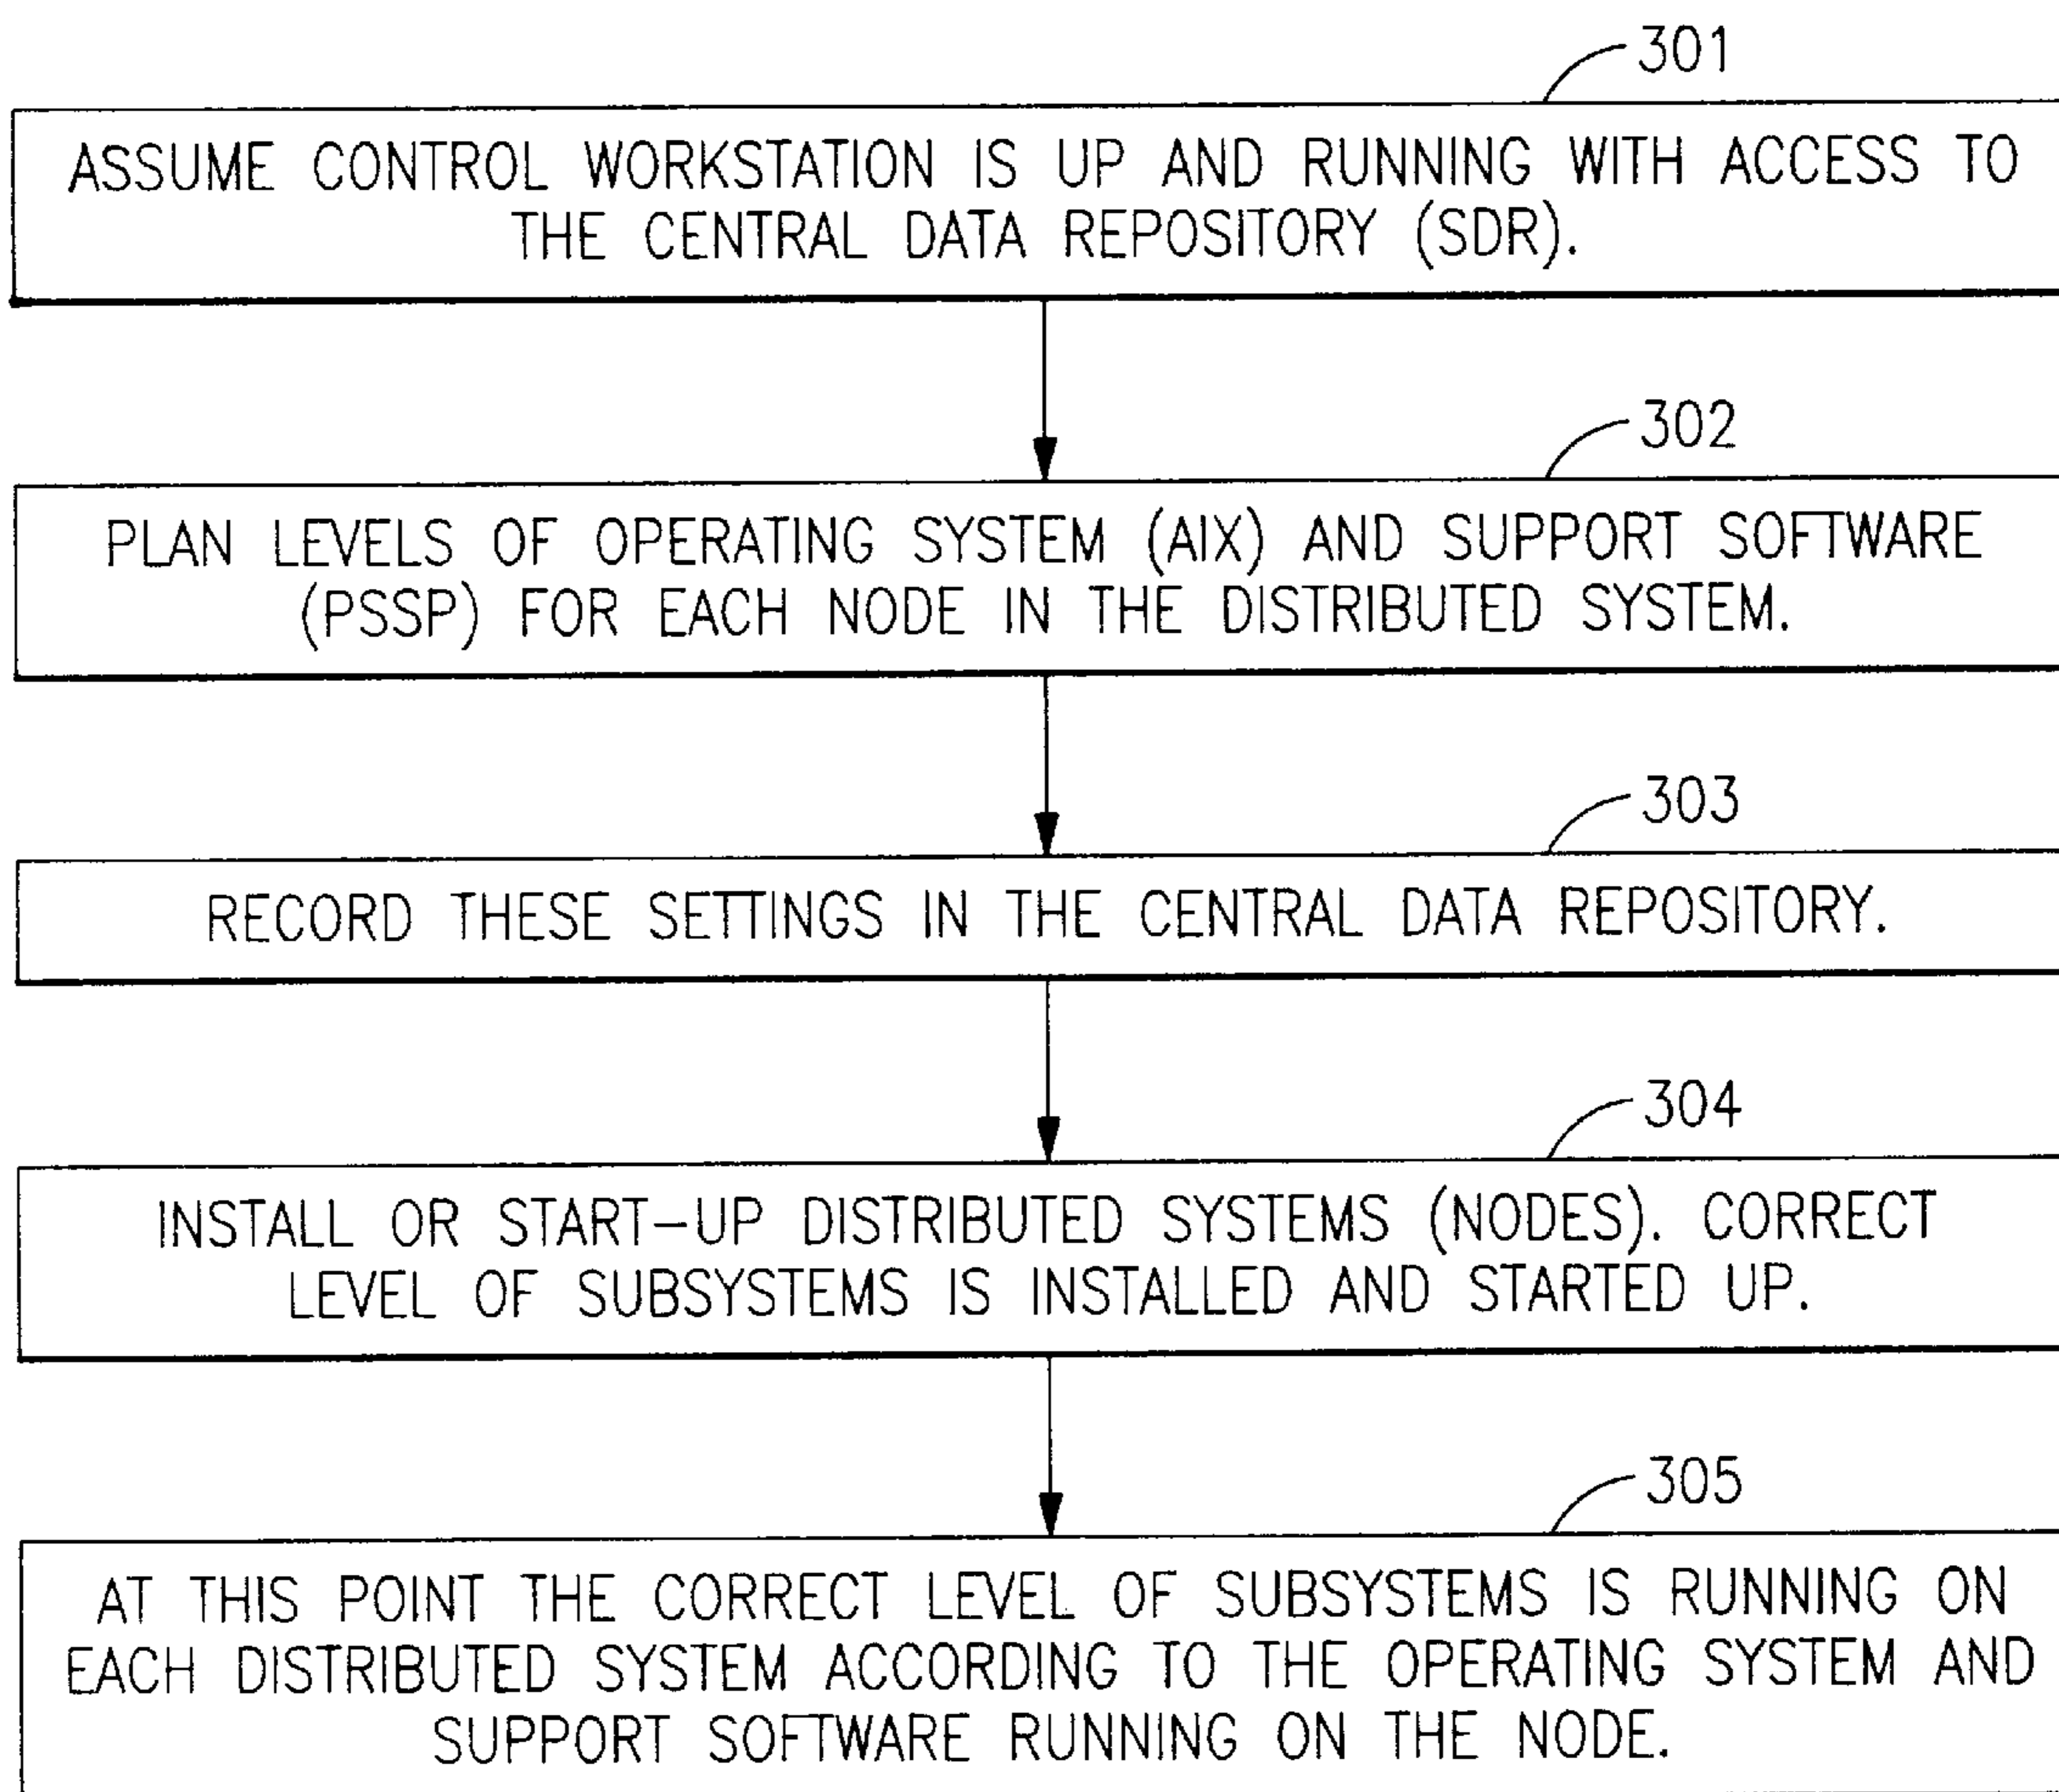 301
ASSUME CONTROL WORKSTATION IS UP AND RUNNING WITH ACCESS TO
THE CENTRAL DATA REPOSITORY (SDR).
302
PLAN LEVELS OF OPERATING SYSTEM (AIX) AND SUPPORT SOFTWARE
(PSSP) FOR EACH NODE IN THE DISTRIBUTED SYSTEM.
303
RECORD THESE SETTINGS IN THE CENTRAL DATA REPOSITORY.
304
INSTALL OR START-UP DISTRIBUTED SYSTEMS (NODES). CORRECT
LEVEL OF SUBSYSTEMS IS INSTALLED AND STARTED UP.
305
AT THIS POINT THE CORRECT LEVEL OF SUBSYSTEMS IS RUNNING ON
EACH DISTRIBUTED SYSTEM ACCORDING TO THE OPERATING SYSTEM AND
SUPPORT SOFTWARE RUNNING ON THE NODE.